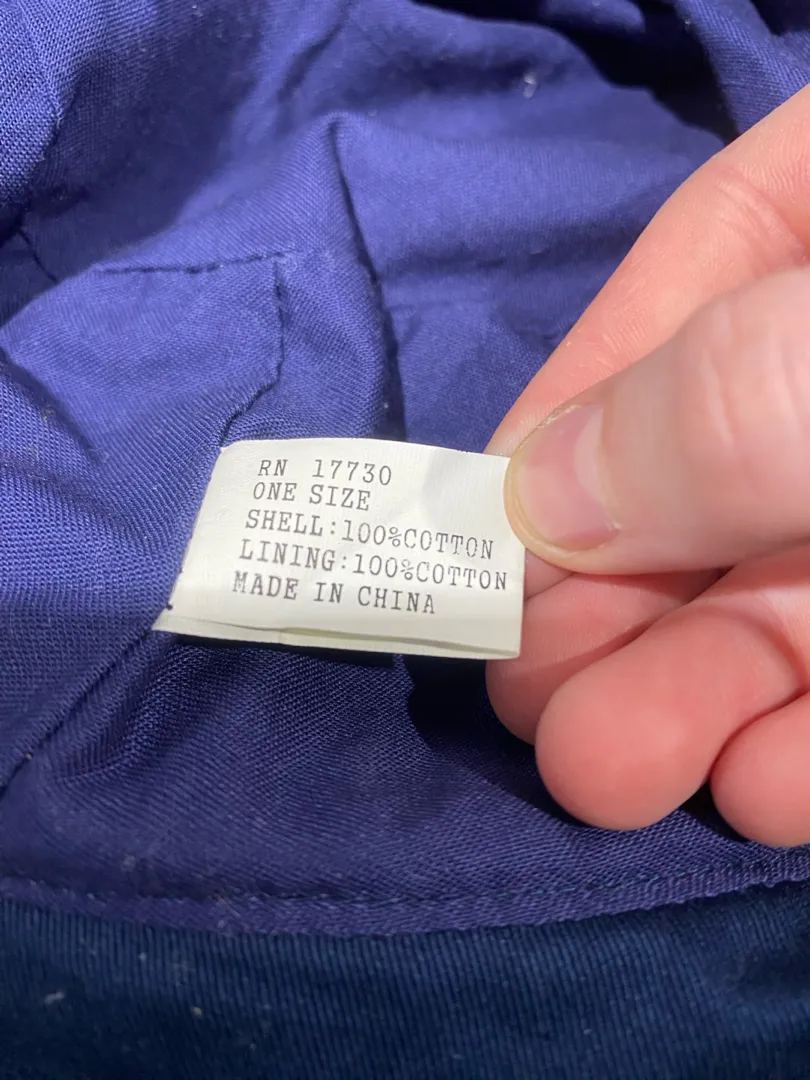 RN 17730
ONE SIZE
SHELL:100%COTTON
LINING:100%COTTON
MADE IN CHINA